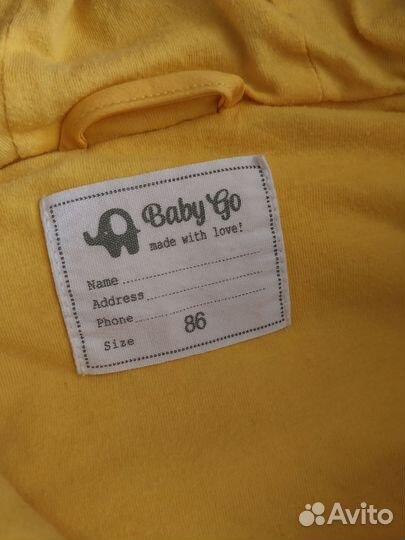 Baby Go
made with love!
Name
Address
Phone
Size 86
Avito